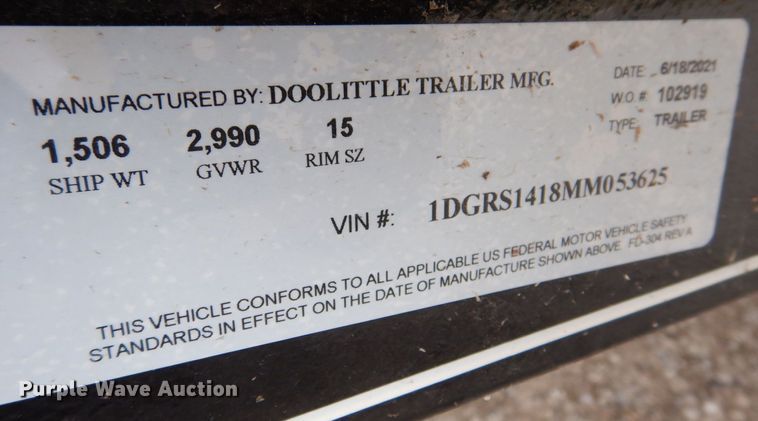 MANUFACTURED BY: DOOLITTLE TRAILER MFG.
DATE: 6/18/2021
W.O.#: 102919
TYPE: TRAILER
1,506 2,990 15
SHIP WT GVWR RIM SZ
VIN #: 1DGRS1418MM053625
THIS VEHICLE CONFORMS TO ALL APPLICABLE US FEDERAL MOTOR VEHICLE SAFETY
STANDARDS IN EFFECT ON THE DATE OF MANUFACTURE SHOWN ABOVE FD-304 REV A
Purple Wave Auction